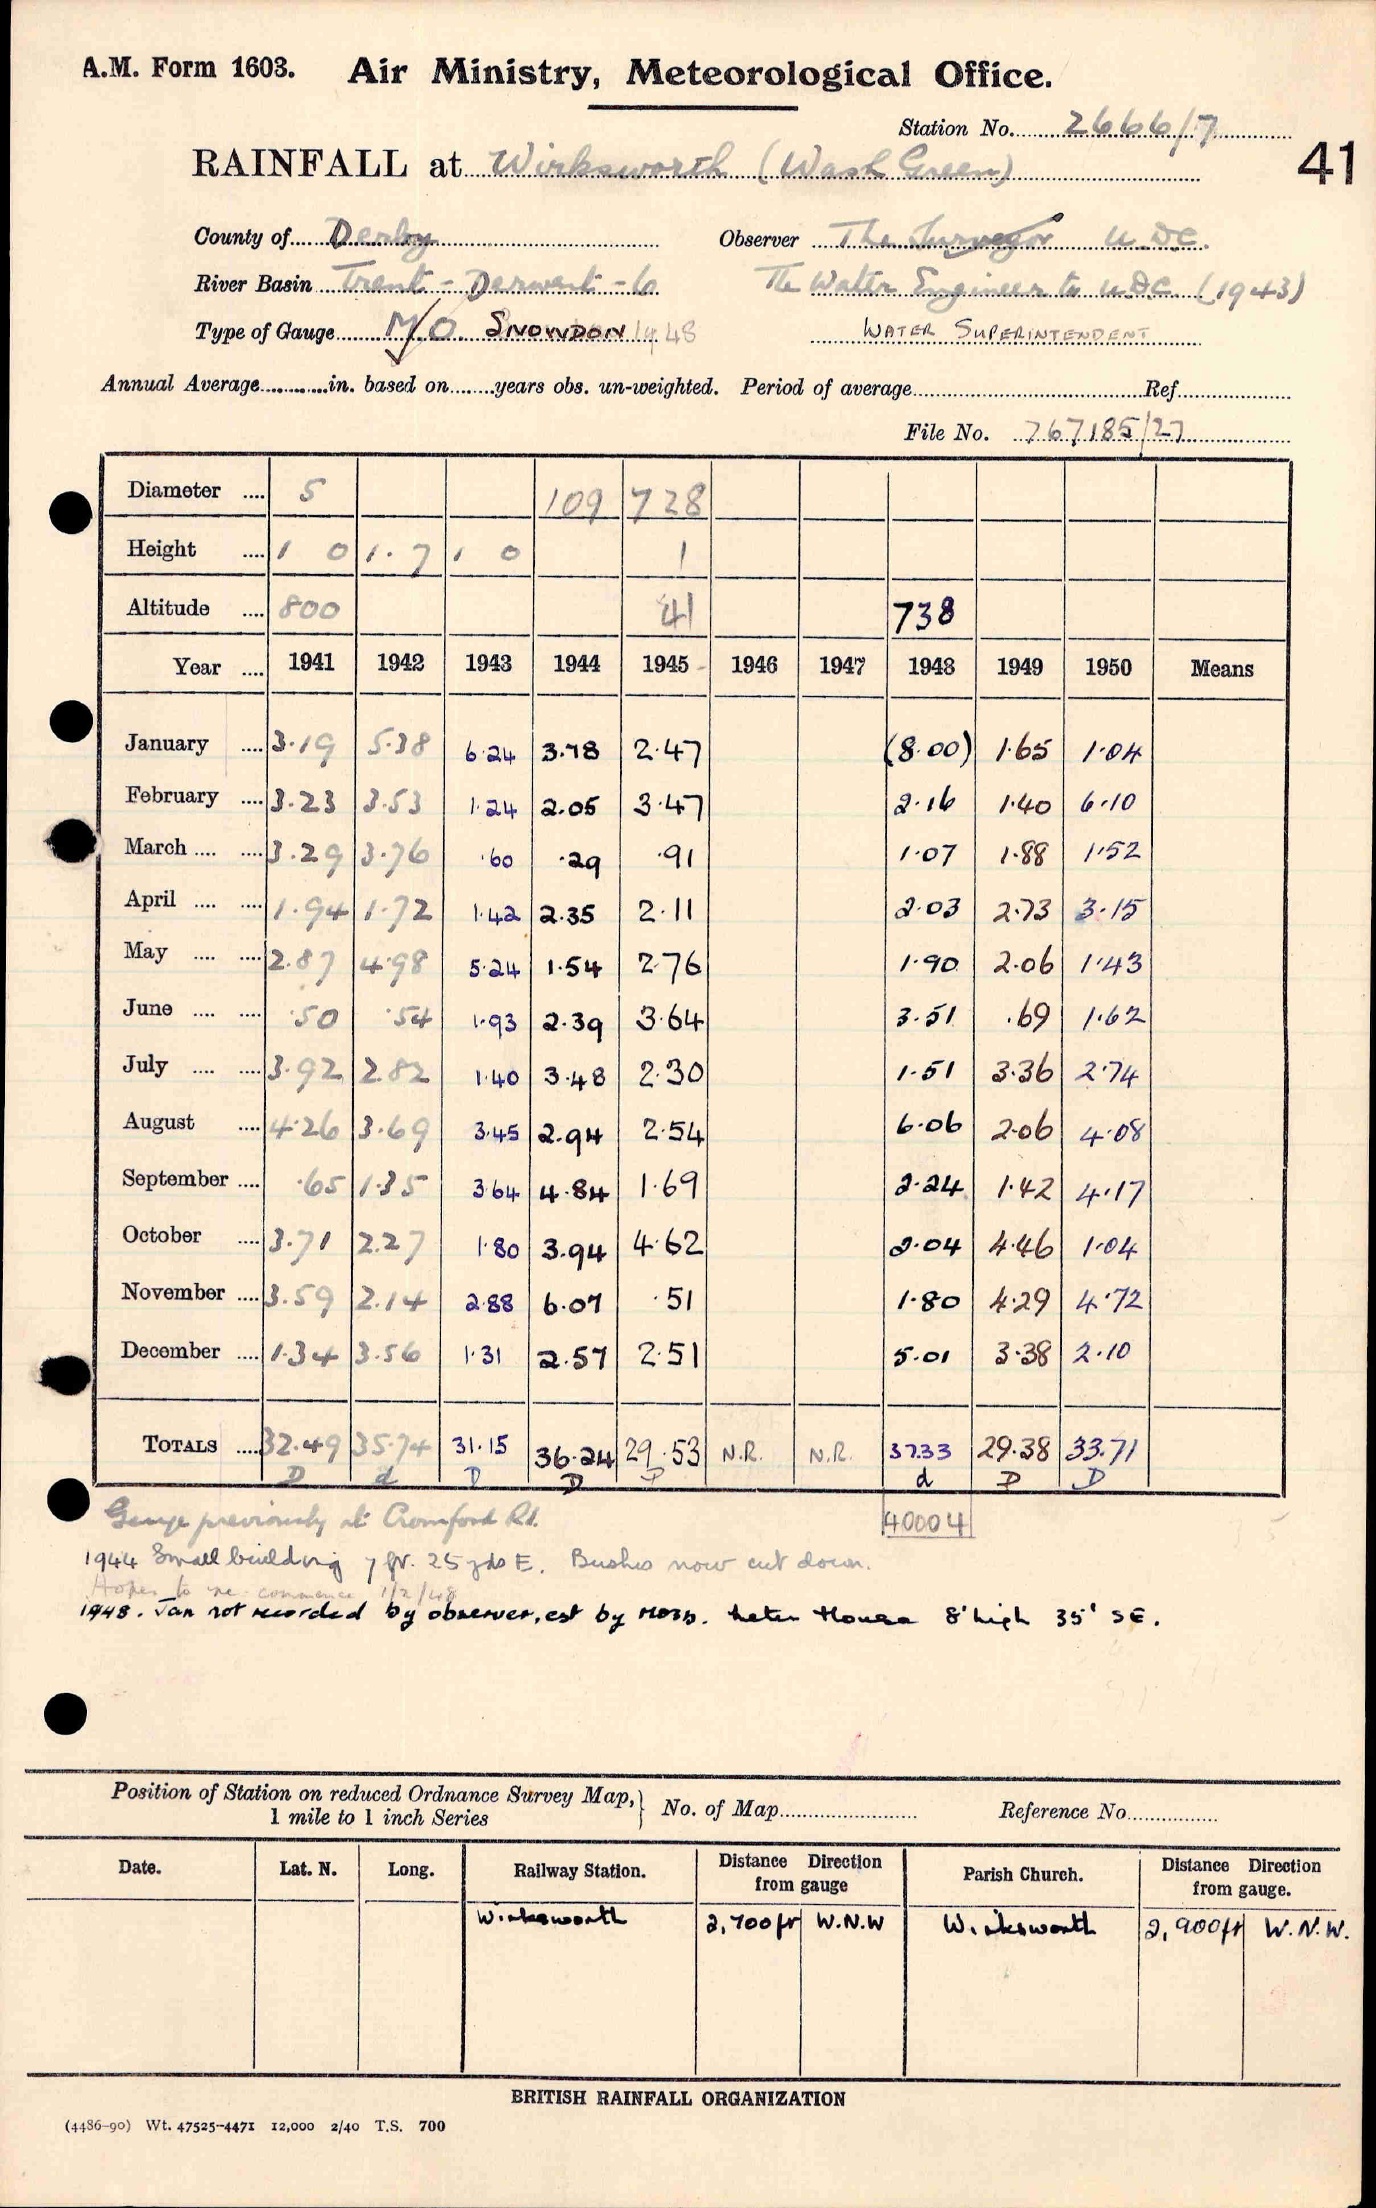 A.M. Form 1603. Air Ministry, Meteorological Office.
Station No. 2666/7
41
RAINFALL at Wirksworth (Wash Green)
County of Derby Observer The Surveyor U.D.C.
River Basin Trent - Derwent - 6 The Water Engineer to U.D.C. (1943)
Type of Gauge M.O. SNOWDON 1948 WATER SUPERINTENDENT
Annual Average in. based on years obs. un-weighted. Period of average Ref
File No. 767185/27
Diameter 5 109 728
Height 1 0 1.7 1 0 1
Altitude 800 41 738
Year 1941 1942 1943 1944 1945 1946 1947 1948 1949 1950 Means
January 3.19 5.38 6.24 3.78 2.47 (8.00) 1.65 1.04
February 3.23 3.53 1.24 2.05 3.47 2.16 1.40 6.10
March 3.29 3.76 .60 .29 .91 1.07 1.88 1.52
April 1.94 1.72 1.42 2.35 2.11 2.03 2.73 3.15
May 2.87 4.98 5.24 1.54 2.76 1.90 2.06 1.43
June .50 .54 1.93 2.39 3.64 3.51 .69 1.62
July 3.92 2.82 1.40 3.48 2.30 1.51 3.36 2.74
August 4.26 3.69 3.45 2.94 2.54 6.06 2.06 4.08
September .65 1.35 3.64 4.84 1.69 2.24 1.42 4.17
October 3.71 2.27 1.80 3.94 4.62 2.04 4.46 1.04
November 3.59 2.14 2.88 6.07 .51 1.80 4.29 4.72
December 1.34 3.56 1.31 2.57 2.51 5.01 3.38 2.10
TOTALS 32.49 35.74 31.15 36.24 29.53 N.R. N.R. 37.33 29.38 33.71
D d D D D d D D
Gauge previously at Cromford Rd. 40004
1944 Small building 7 ft. 25 yds E. Bushes now cut down.
Hopes to re-commence 1/2/48
1948. Jan not recorded by observer, est by Meter House 8' high 35' SE.
Position of Station on reduced Ordnance Survey Map, 1 mile to 1 inch Series } No. of Map Reference No.
Date. Lat. N. Long. Railway Station. Distance Direction from gauge Parish Church. Distance Direction from gauge.
Wirksworth 2,700ft W.N.W Wirksworth 2,900ft W.N.W.
BRITISH RAINFALL ORGANIZATION
(4486-90) Wt. 47525-4471 12,000 2/40 T.S. 700